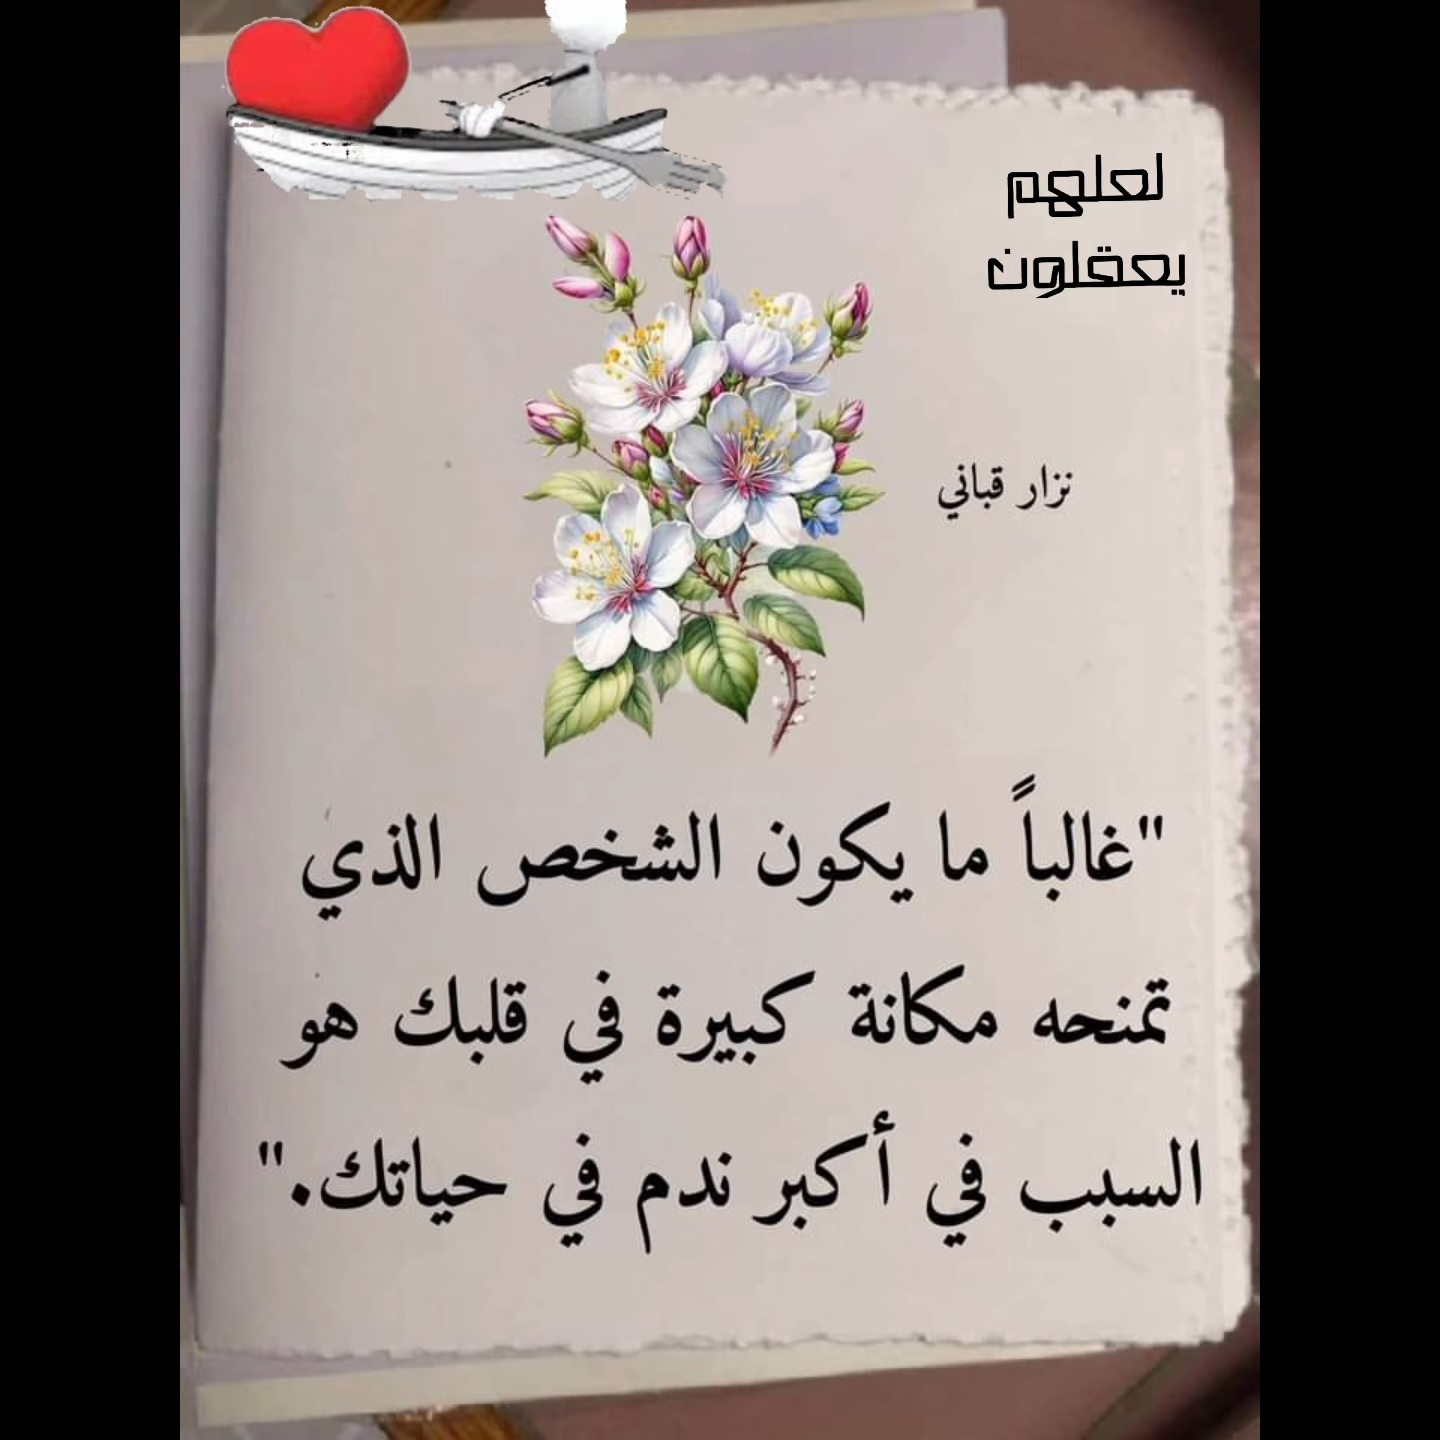 لعلهم
يعقلون
نزار قباني
"غالباً ما يكون الشخص الذي
تمنحه مكانة كبيرة في قلبك هو
السبب في أكبر ندم في حياتك."